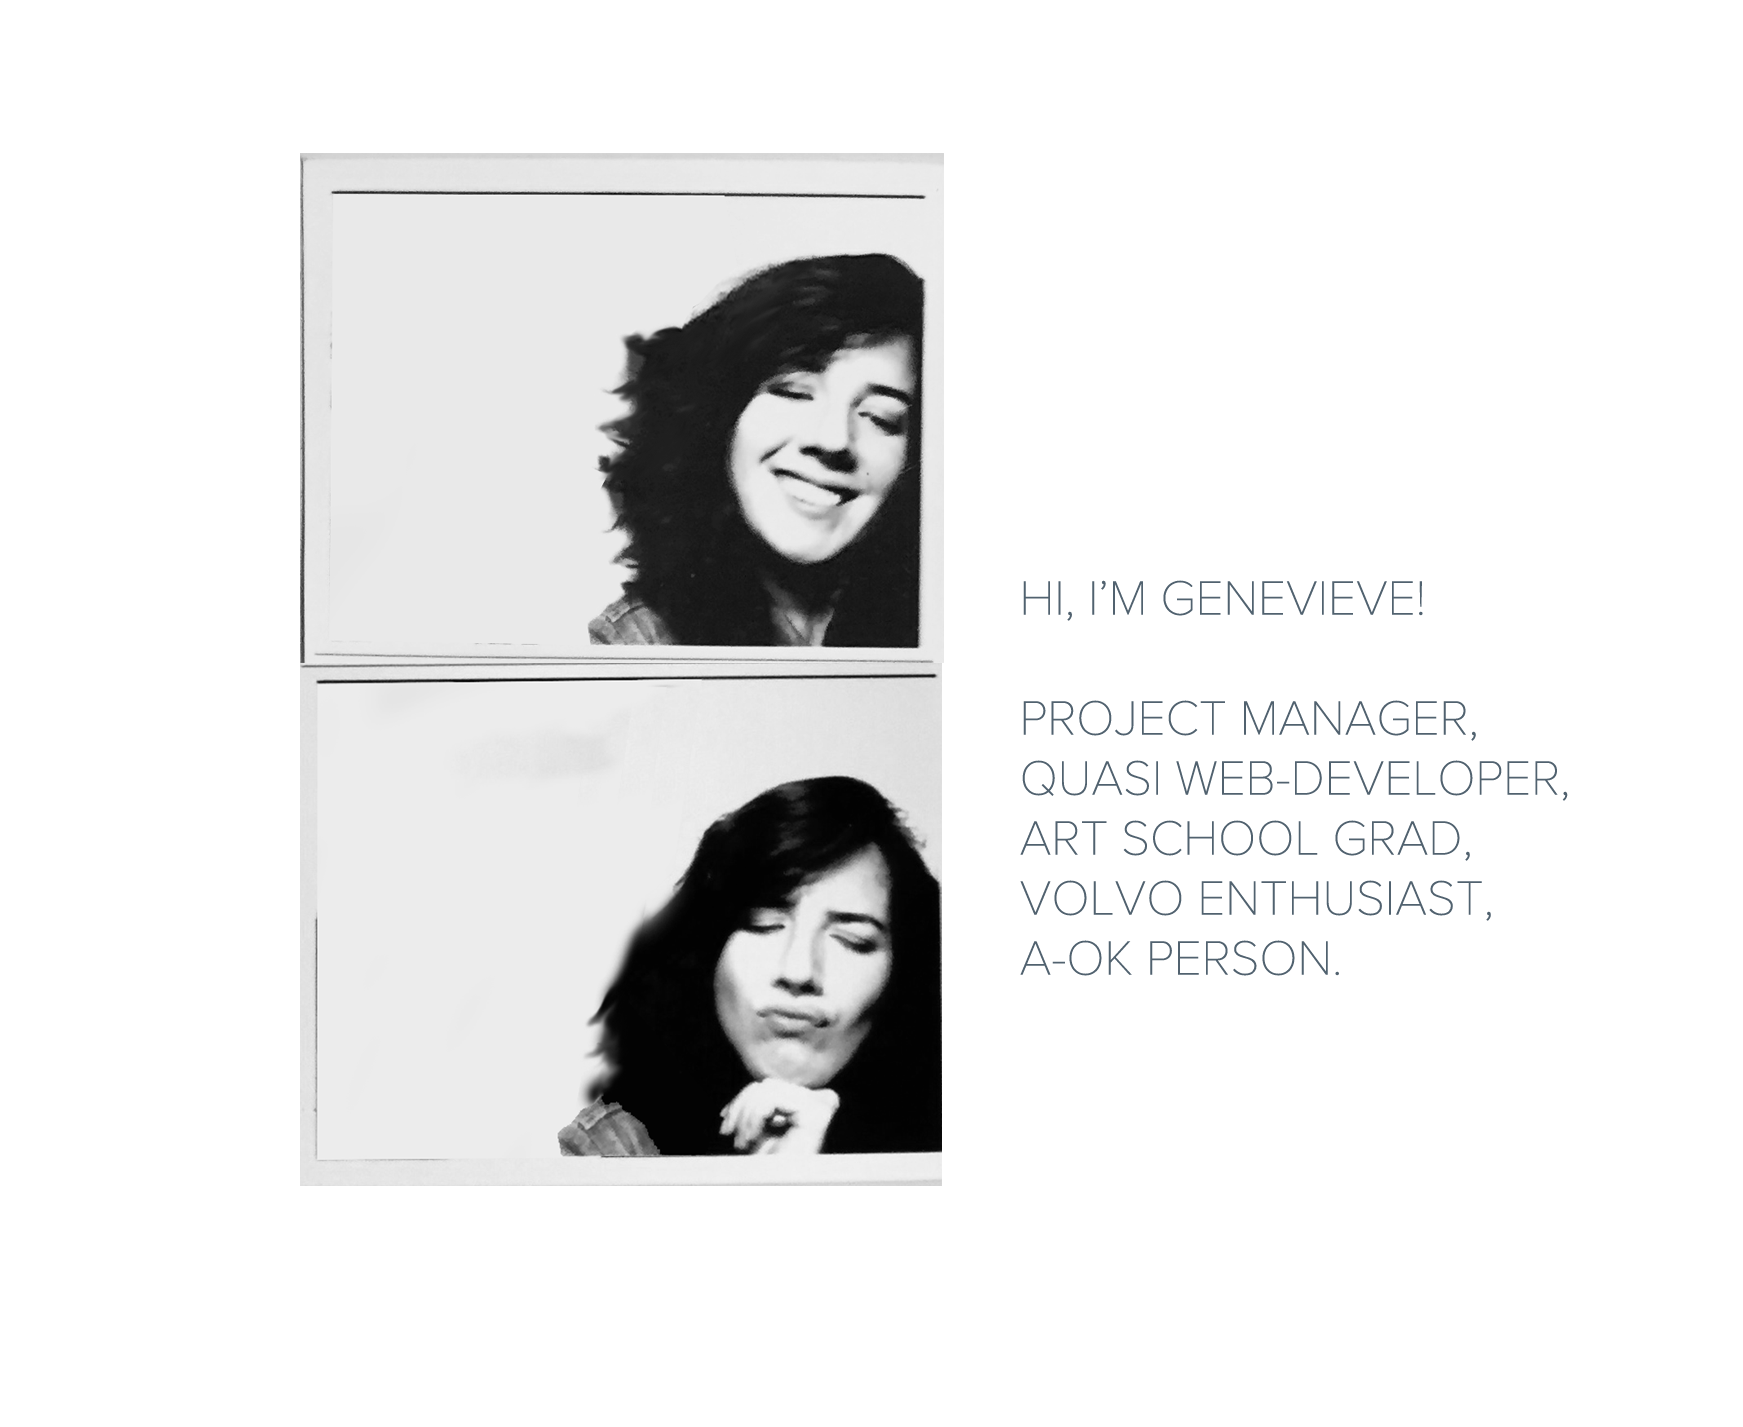 HI, I’M GENEVIEVE!
PROJECT MANAGER,
QUASI WEB-DEVELOPER,
ART SCHOOL GRAD,
VOLVO ENTHUSIAST,
A-OK PERSON.